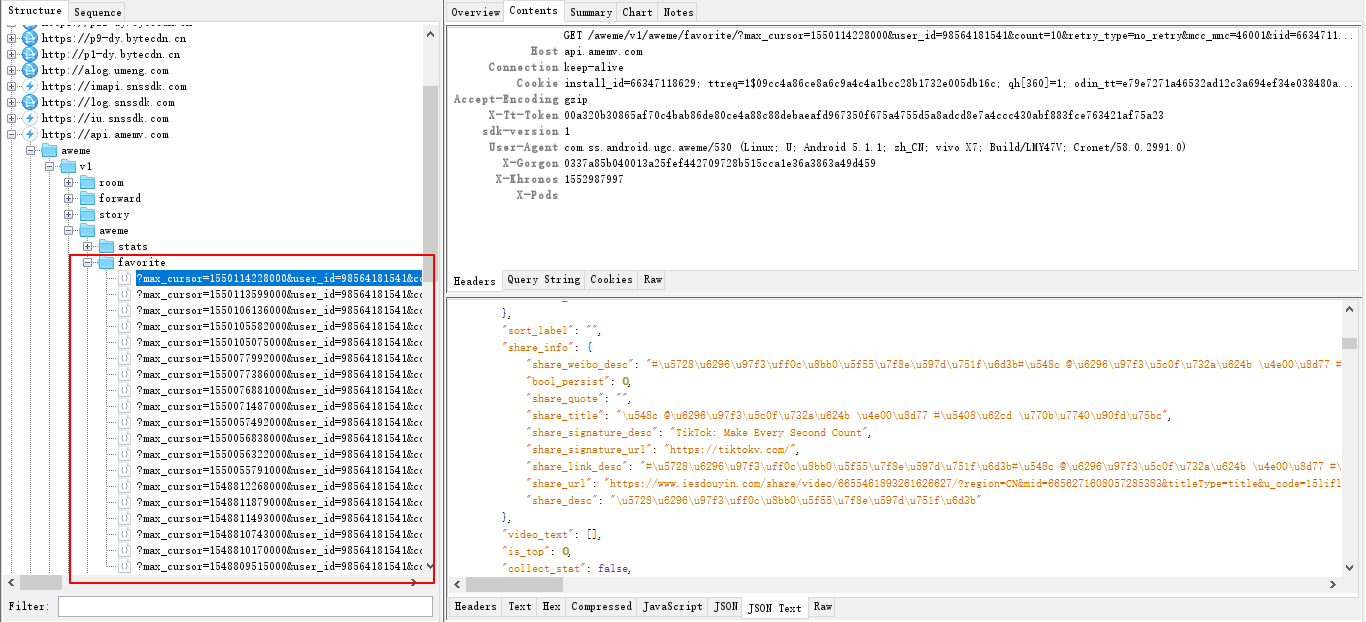 Structure Sequence
https://p9-dy.bytecdn.cn
http://p1-dy.bytecdn.cn
http://alog.umeng.com
https://imapi.snssdk.com
https://log.snssdk.com
https://iu.snssdk.com
https://api.amemv.com
aweme
v1
room
forward
story
aweme
stats
favorite
?max_cursor=1550114228000&user_id=98564181541&co
?max_cursor=1550113599000&user_id=98564181541&co
?max_cursor=1550106136000&user_id=98564181541&co
?max_cursor=1550105582000&user_id=98564181541&co
?max_cursor=1550105075000&user_id=98564181541&co
?max_cursor=1550077992000&user_id=98564181541&co
?max_cursor=1550077386000&user_id=98564181541&co
?max_cursor=1550076881000&user_id=98564181541&co
?max_cursor=1550071487000&user_id=98564181541&co
?max_cursor=1550057492000&user_id=98564181541&co
?max_cursor=1550056838000&user_id=98564181541&co
?max_cursor=1550056322000&user_id=98564181541&co
?max_cursor=1550055791000&user_id=98564181541&co
?max_cursor=1548812268000&user_id=98564181541&co
?max_cursor=1548811879000&user_id=98564181541&co
?max_cursor=1548811493000&user_id=98564181541&co
?max_cursor=1548810743000&user_id=98564181541&co
?max_cursor=1548810170000&user_id=98564181541&co
?max_cursor=1548809515000&user_id=98564181541&co
Filter:
Overview Contents Summary Chart Notes
GET /aweme/v1/aweme/favorite/?max_cursor=1550114228000&user_id=98564181541&count=10&retry_type=no_retry&mcc_mnc=46001&iid=6634711...
Host api.amemv.com
Connection keep-alive
Cookie install_id=66347118629; ttreq=1$09cc4a86ce8a6c9a4c4a1bcc28b1732e005db16c; qh[360]=1; odin_tt=e79e7271a46532ad12c3a694ef34e038480a...
Accept-Encoding gzip
X-Tt-Token 00a320b30865af70c4bab86de80ce4a88c88debaeafd967350f675a4755d5a8adcd8e7a4ccc430abf883fce763421af75a23
sdk-version 1
User-Agent com.ss.android.ugc.aweme/530 (Linux; U; Android 5.1.1; zh_CN; vivo X7; Build/LMY47V; Cronet/58.0.2991.0)
X-Gorgon 0337a85b040013a25fef442709728b515cca1e36a3863a49d459
X-Khronos 1552987997
X-Pods
Headers Query String Cookies Raw
},
"sort_label": "",
"share_info": {
"share_weibo_desc": "#\u5728\u6296\u97f3\uff0c\u8bb0\u5f55\u7f8e\u597d\u751f\u6d3b#\u548c @\u6296\u97f3\u5c0f\u732a\u624b \u4e00\u8d77 #
"bool_persist": 0,
"share_quote": "",
"share_title": "\u548c @\u6296\u97f3\u5c0f\u732a\u624b \u4e00\u8d77 #\u5408\u62cd \u770b\u7740\u90fd\u75bc",
"share_signature_desc": "TikTok: Make Every Second Count",
"share_signature_url": "https://tiktokv.com/",
"share_link_desc": "#\u5728\u6296\u97f3\uff0c\u8bb0\u5f55\u7f8e\u597d\u751f\u6d3b#\u548c @\u6296\u97f3\u5c0f\u732a\u624b \u4e00\u8d77 #\
"share_url": "https://www.iesdouyin.com/share/video/6655461893261626627/?region=CN&mid=6656271608057285383&titleType=title&u_code=15lifl
"share_desc": "\u5728\u6296\u97f3\uff0c\u8bb0\u5f55\u7f8e\u597d\u751f\u6d3b"
},
"video_text": [],
"is_top": 0,
"collect_stat": false,
Headers Text Hex Compressed JavaScript JSON JSON Text Raw